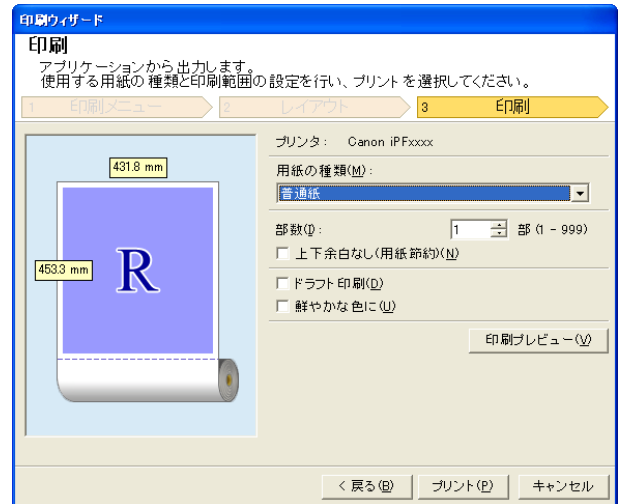 印刷ウィザード
印刷
アプリケーションから出力します。
使用する用紙の種類と印刷範囲の設定を行い、プリントを選択してください。
1 印刷メニュー 2 レイアウト 3 印刷
プリンタ: Canon iPFxxxx
431.8 mm
用紙の種類(M):
普通紙
部数(I): 1 部 (1 - 999)
上下余白なし(用紙節約)(N)
453.3 mm
R
ドラフト印刷(D)
鮮やかな色に(U)
印刷プレビュー(V)
< 戻る(B) プリント(P) キャンセル